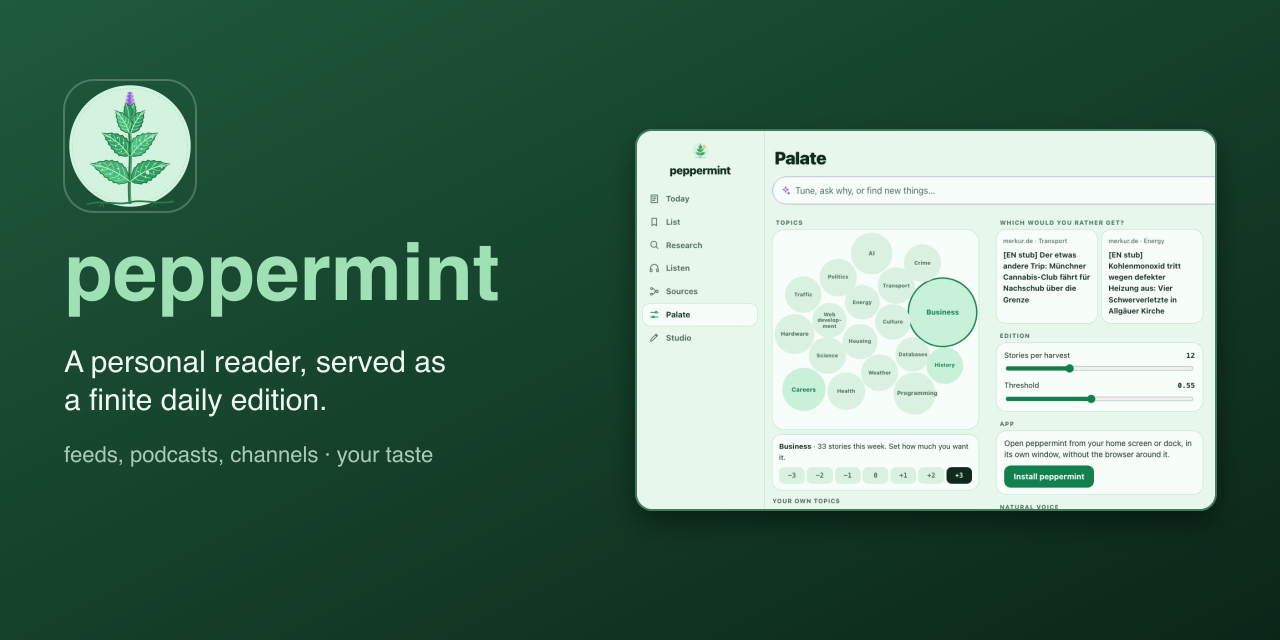 peppermint
A personal reader, served as
a finite daily edition.
feeds, podcasts, channels · your taste
peppermint
Today
List
Research
Listen
Sources
Palate
Studio
Palate
Tune, ask why, or find new things...
TOPICS
AI
Crime
Politics
Transport
Traffic
Energy
Business
Web
develop-
ment
Culture
Hardware
Housing
Science
Databases
History
Weather
Careers
Health
Programming
Business · 33 stories this week. Set how much you want
it.
−3 −2 −1 0 +1 +2 +3
YOUR OWN TOPICS
WHICH WOULD YOU RATHER GET?
merkur.de · Transport
[EN stub] Der etwas
andere Trip: Münchner
Cannabis-Club fährt für
Nachschub über die
Grenze
merkur.de · Energy
[EN stub]
Kohlenmonoxid tritt
wegen defekter
Heizung aus: Vier
Schwerverletzte in
Allgäuer Kirche
EDITION
Stories per harvest 12
Threshold 0.55
APP
Open peppermint from your home screen or dock, in
its own window, without the browser around it.
Install peppermint
NATURAL VOICE